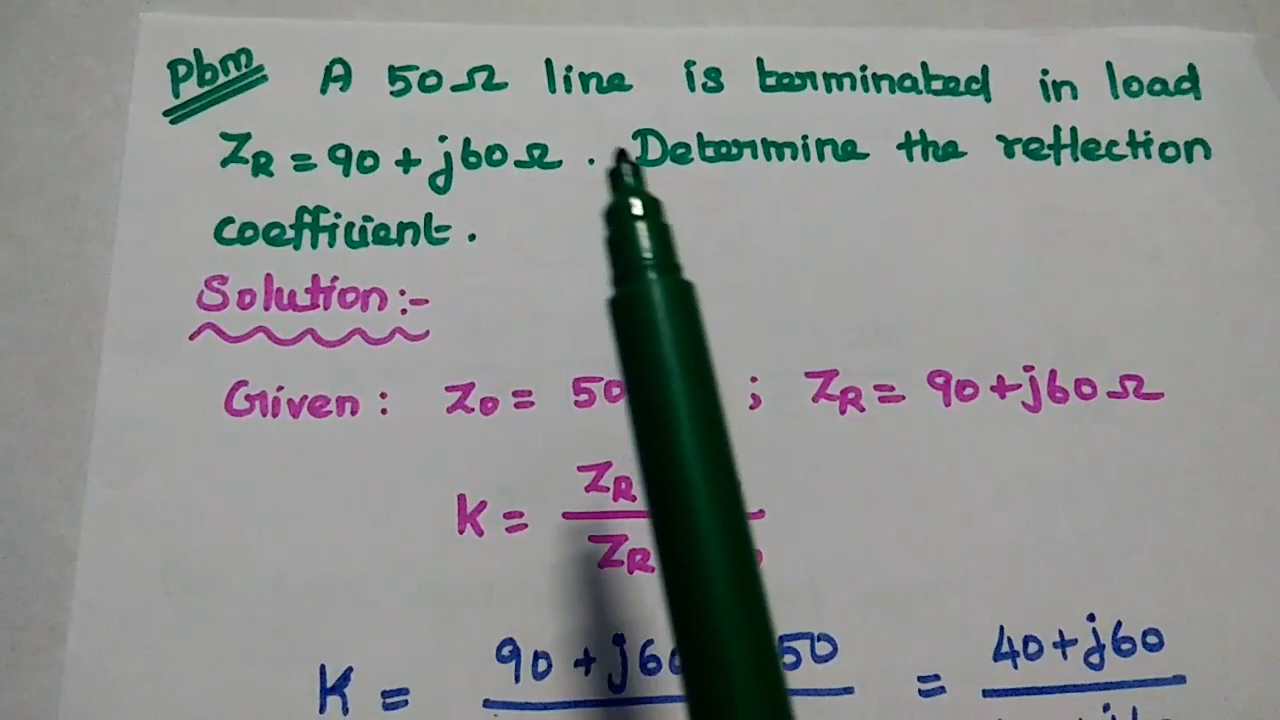 Pbm A 50Ω line is terminated in load
ZR = 90 + j60Ω . Determine the reflection
coefficient.
Solution :-
Given : Z0 = 50 ; ZR = 90 + j60Ω
K = ZR
ZR
90 + j60 50 40 + j60
K = =